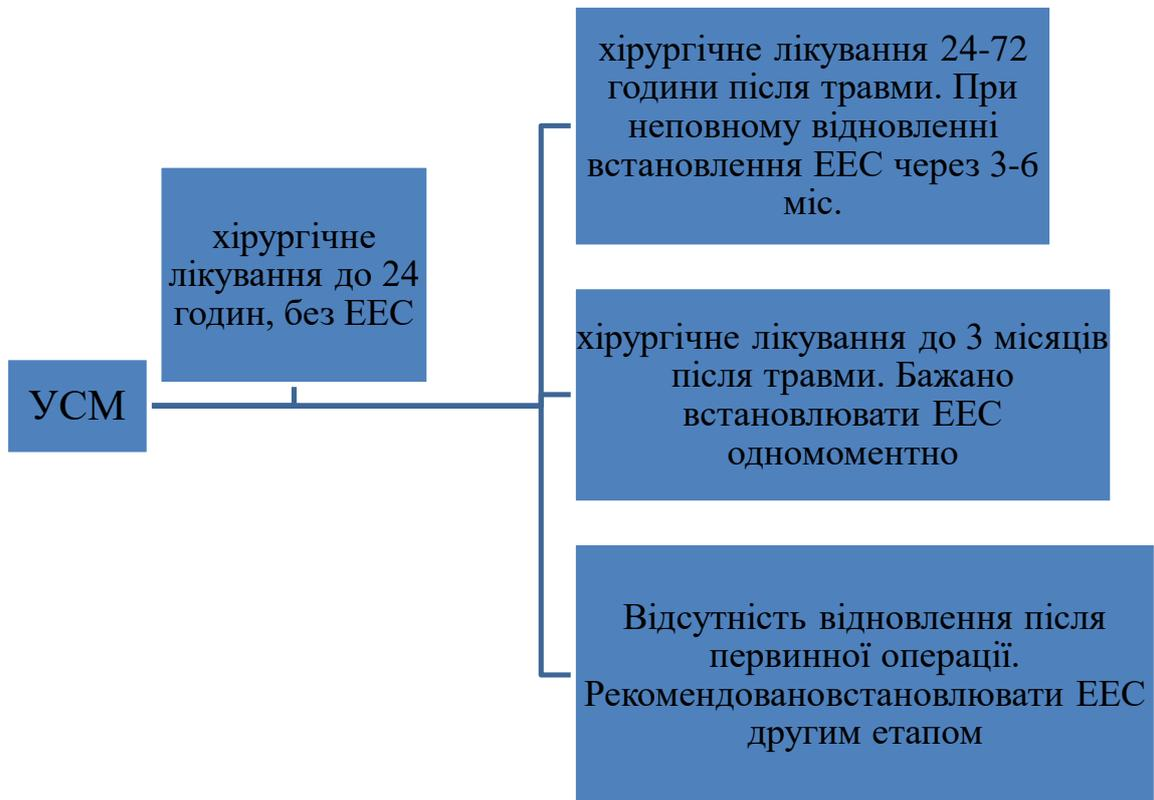 УСМ
хірургічне
лікування до 24
годин, без ЕЕС
хірургічне лікування 24-72
години після травми. При
неповному відновленні
встановлення ЕЕС через 3-6
міс.
хірургічне лікування до 3 місяців
після травми. Бажано
встановлювати ЕЕС
одномоментно
Відсутність відновлення після
первинної операції.
Рекомендовановстановлювати ЕЕС
другим етапом